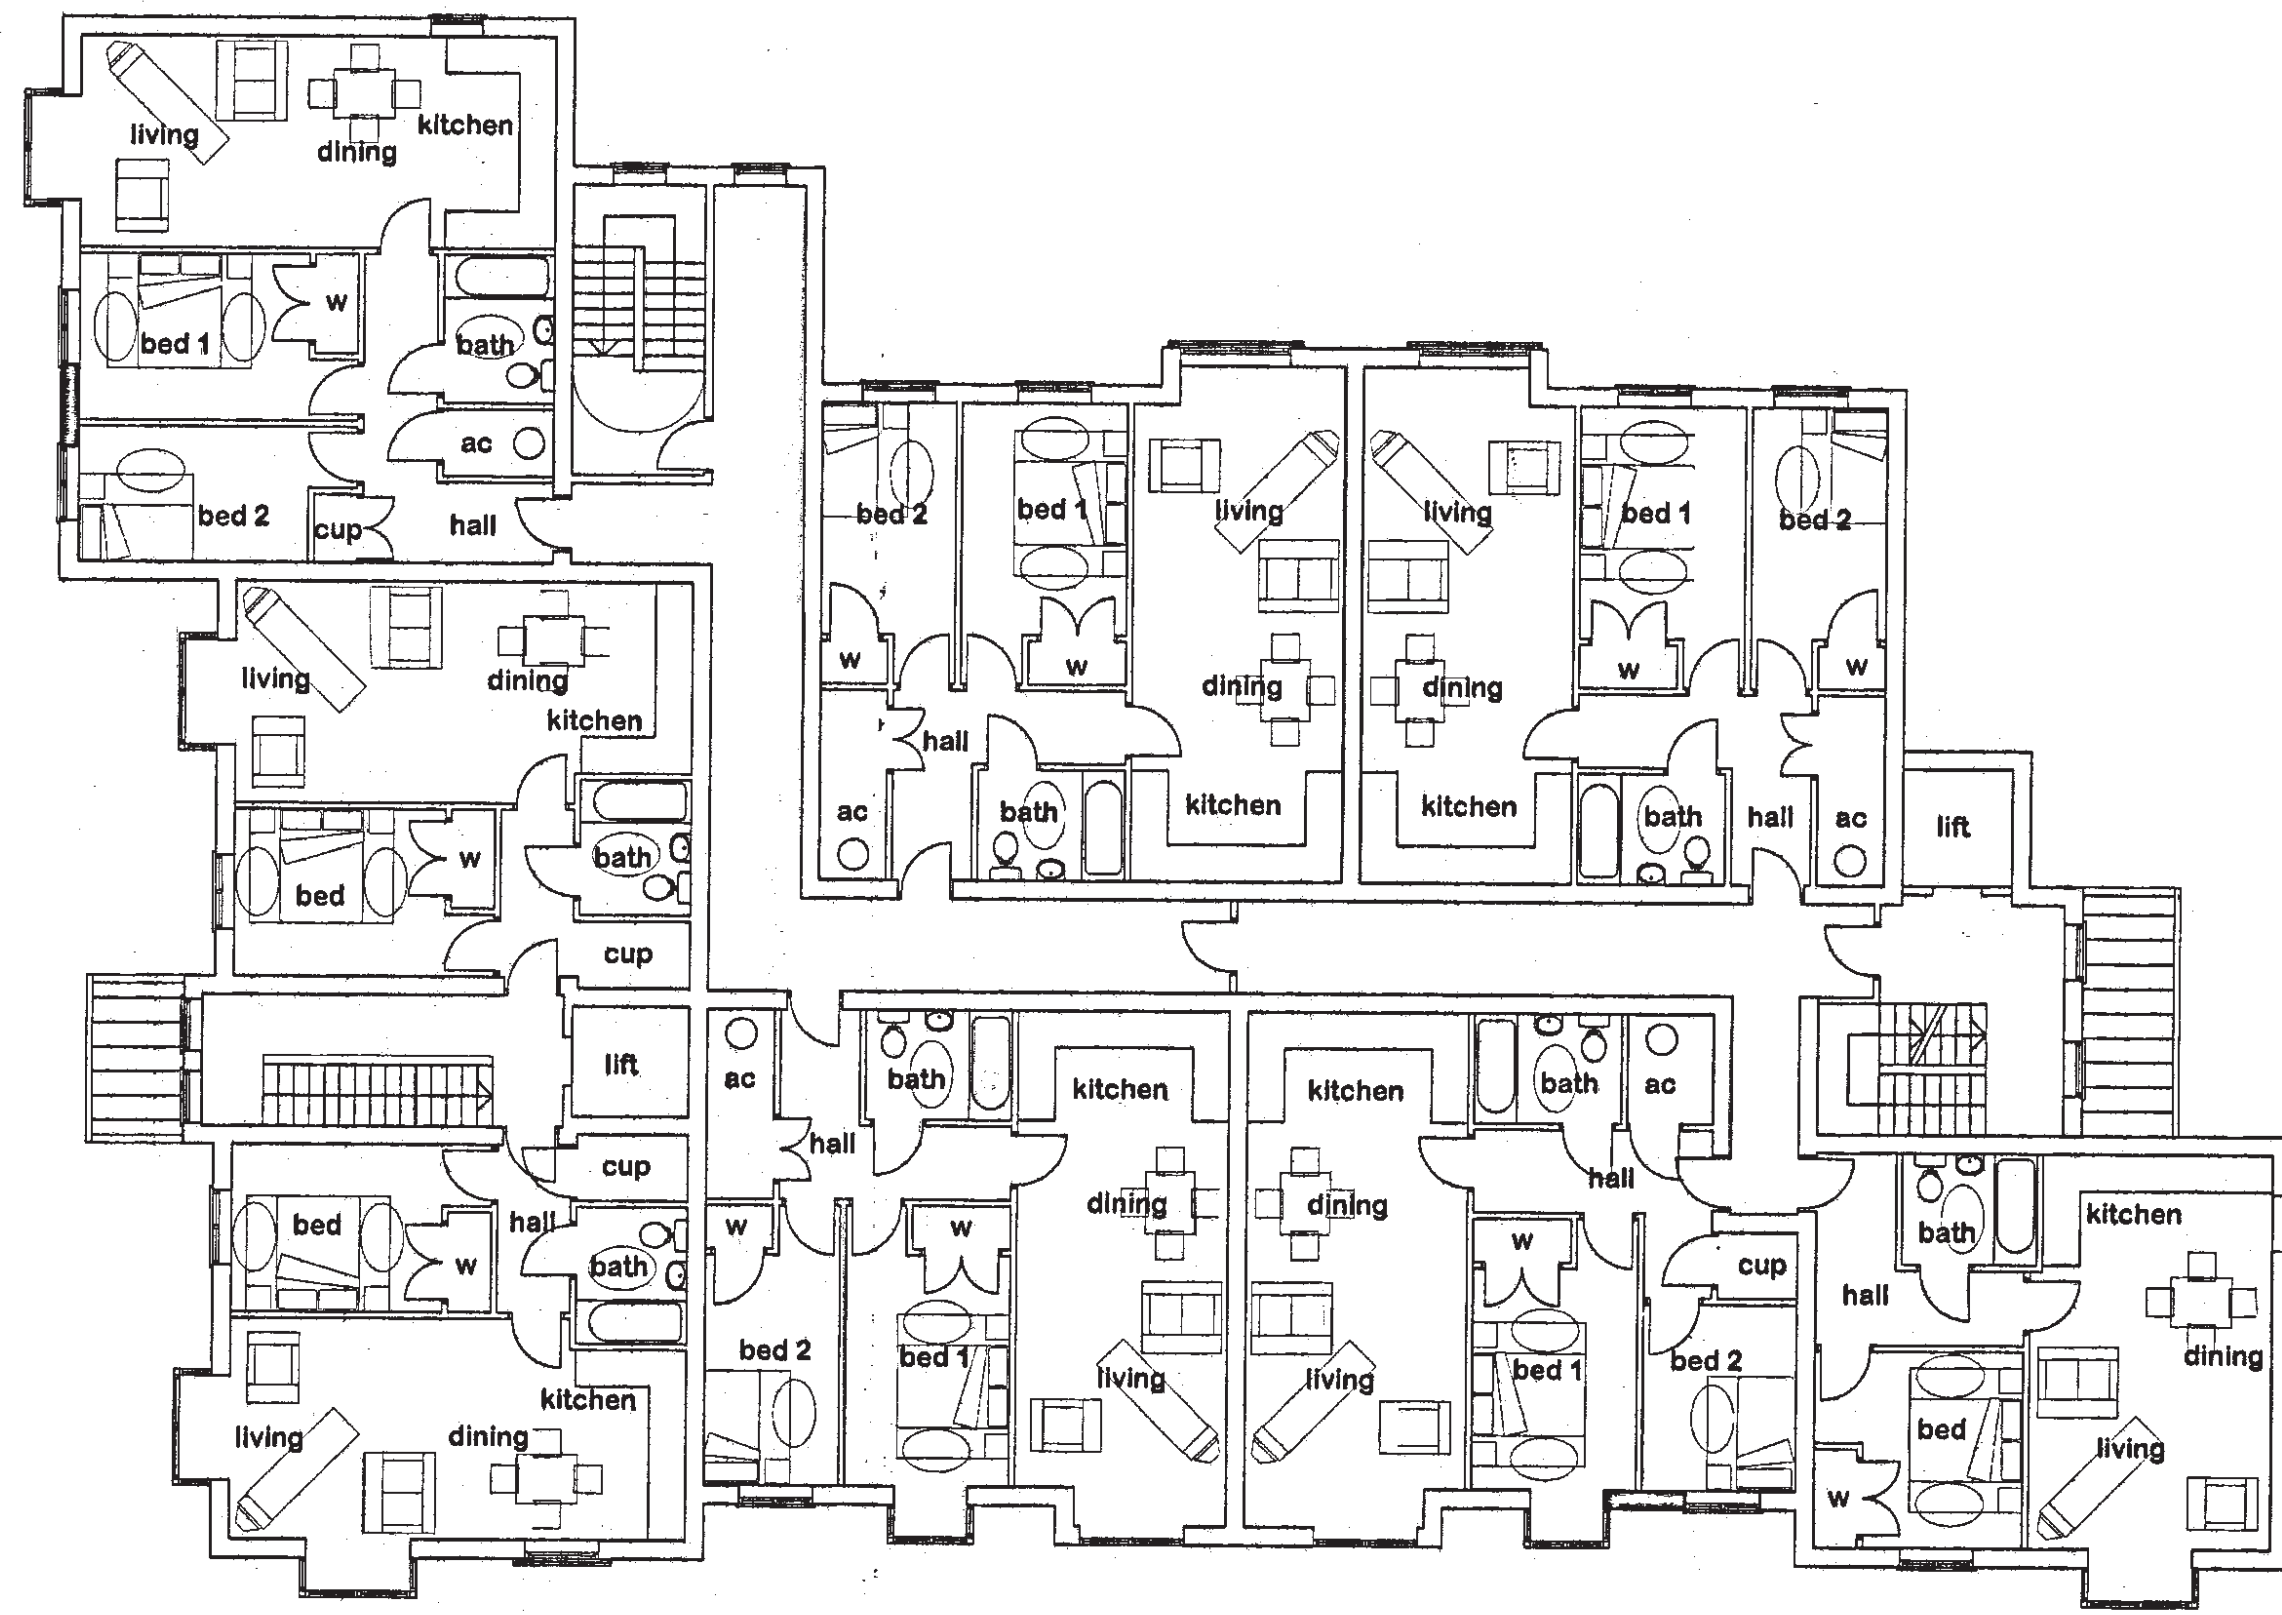 living
dining
kitchen
bed 1
w
bath
ac
bed 2
cup
hall
living
dining
kitchen
bed
w
bath
cup
lift
cup
bed
hall
w
bath
living
dining
kitchen
bed 2
bed 1
living
w
w
dining
hall
ac
bath
kitchen
living
bed 1
bed 2
dining
w
w
kitchen
bath
hall
ac
lift
ac
bath
kitchen
hall
dining
w
w
bed 2
bed 1
living
kitchen
bath
ac
dining
hall
w
cup
living
bed 1
bed 2
bath
kitchen
hall
dining
bed
living
w